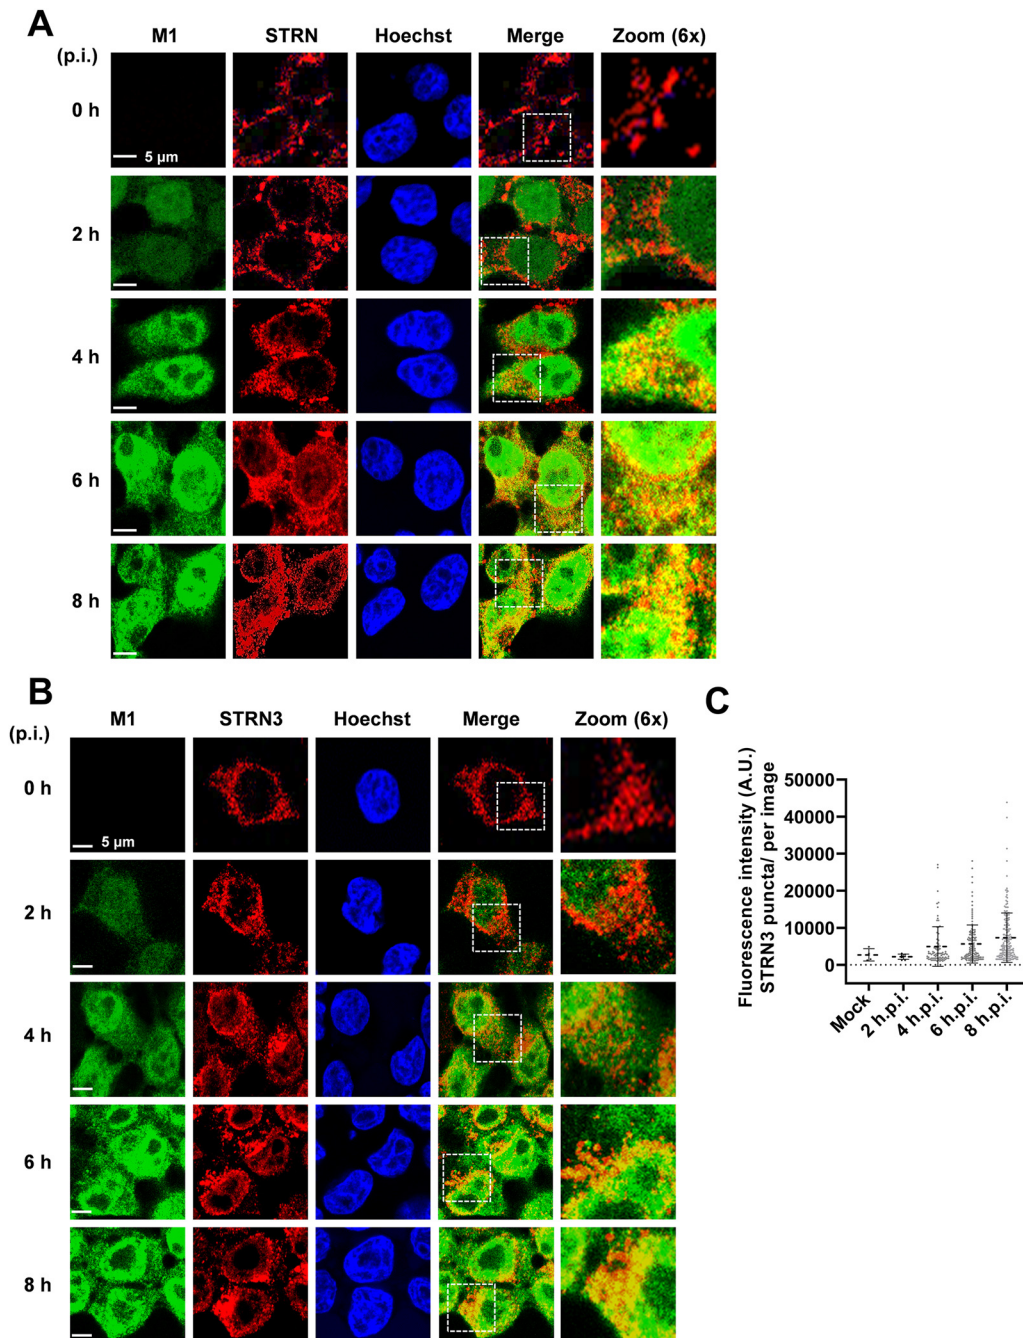 A
M1 STRN Hoechst Merge Zoom (6x)
(p.i.)
0 h
5 µm
2 h
4 h
6 h
8 h
B
M1 STRN3 Hoechst Merge Zoom (6x)
(p.i.)
0 h
5 µm
2 h
4 h
6 h
8 h
C
Fluorescence intensity (A.U.)
STRN3 puncta/ per image
50000
40000
30000
20000
10000
0
Mock
2 h.p.i.
4 h.p.i.
6 h.p.i.
8 h.p.i.